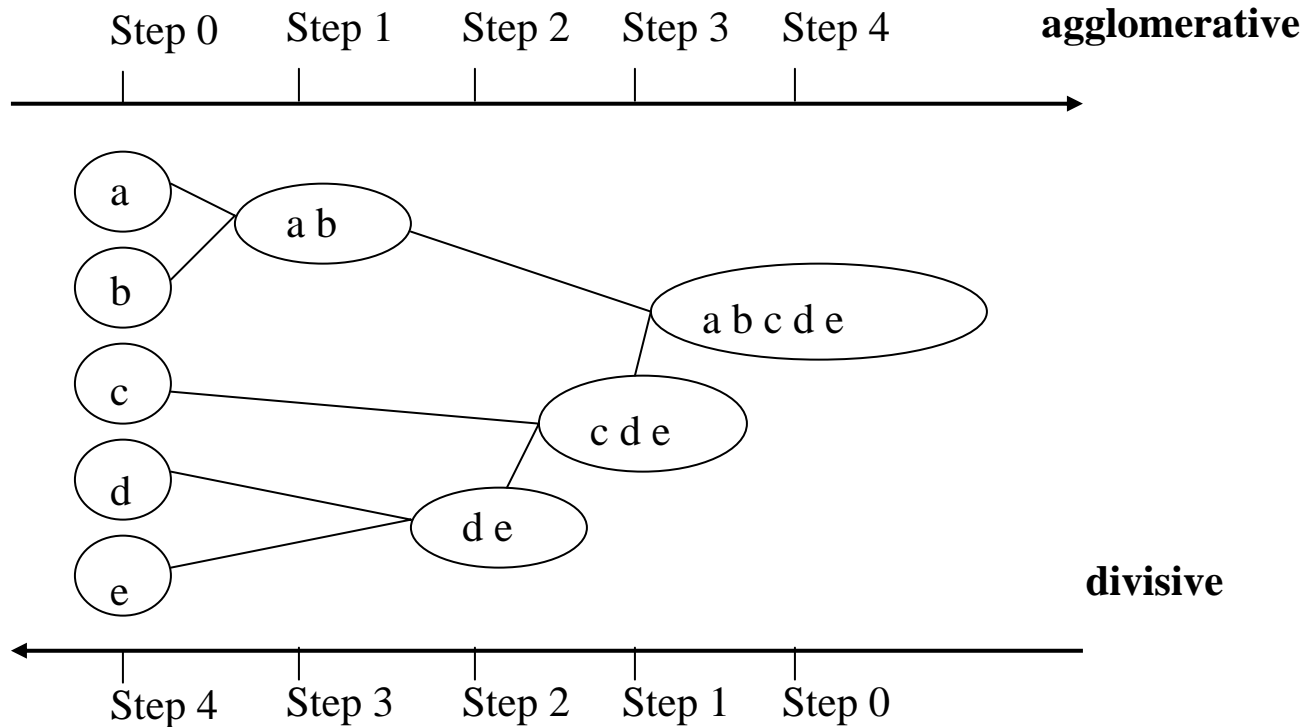 Step 0 Step 1 Step 2 Step 3 Step 4 agglomerative
a
a b
b
a b c d e
c
c d e
d
d e
e
divisive
Step 4 Step 3 Step 2 Step 1 Step 0